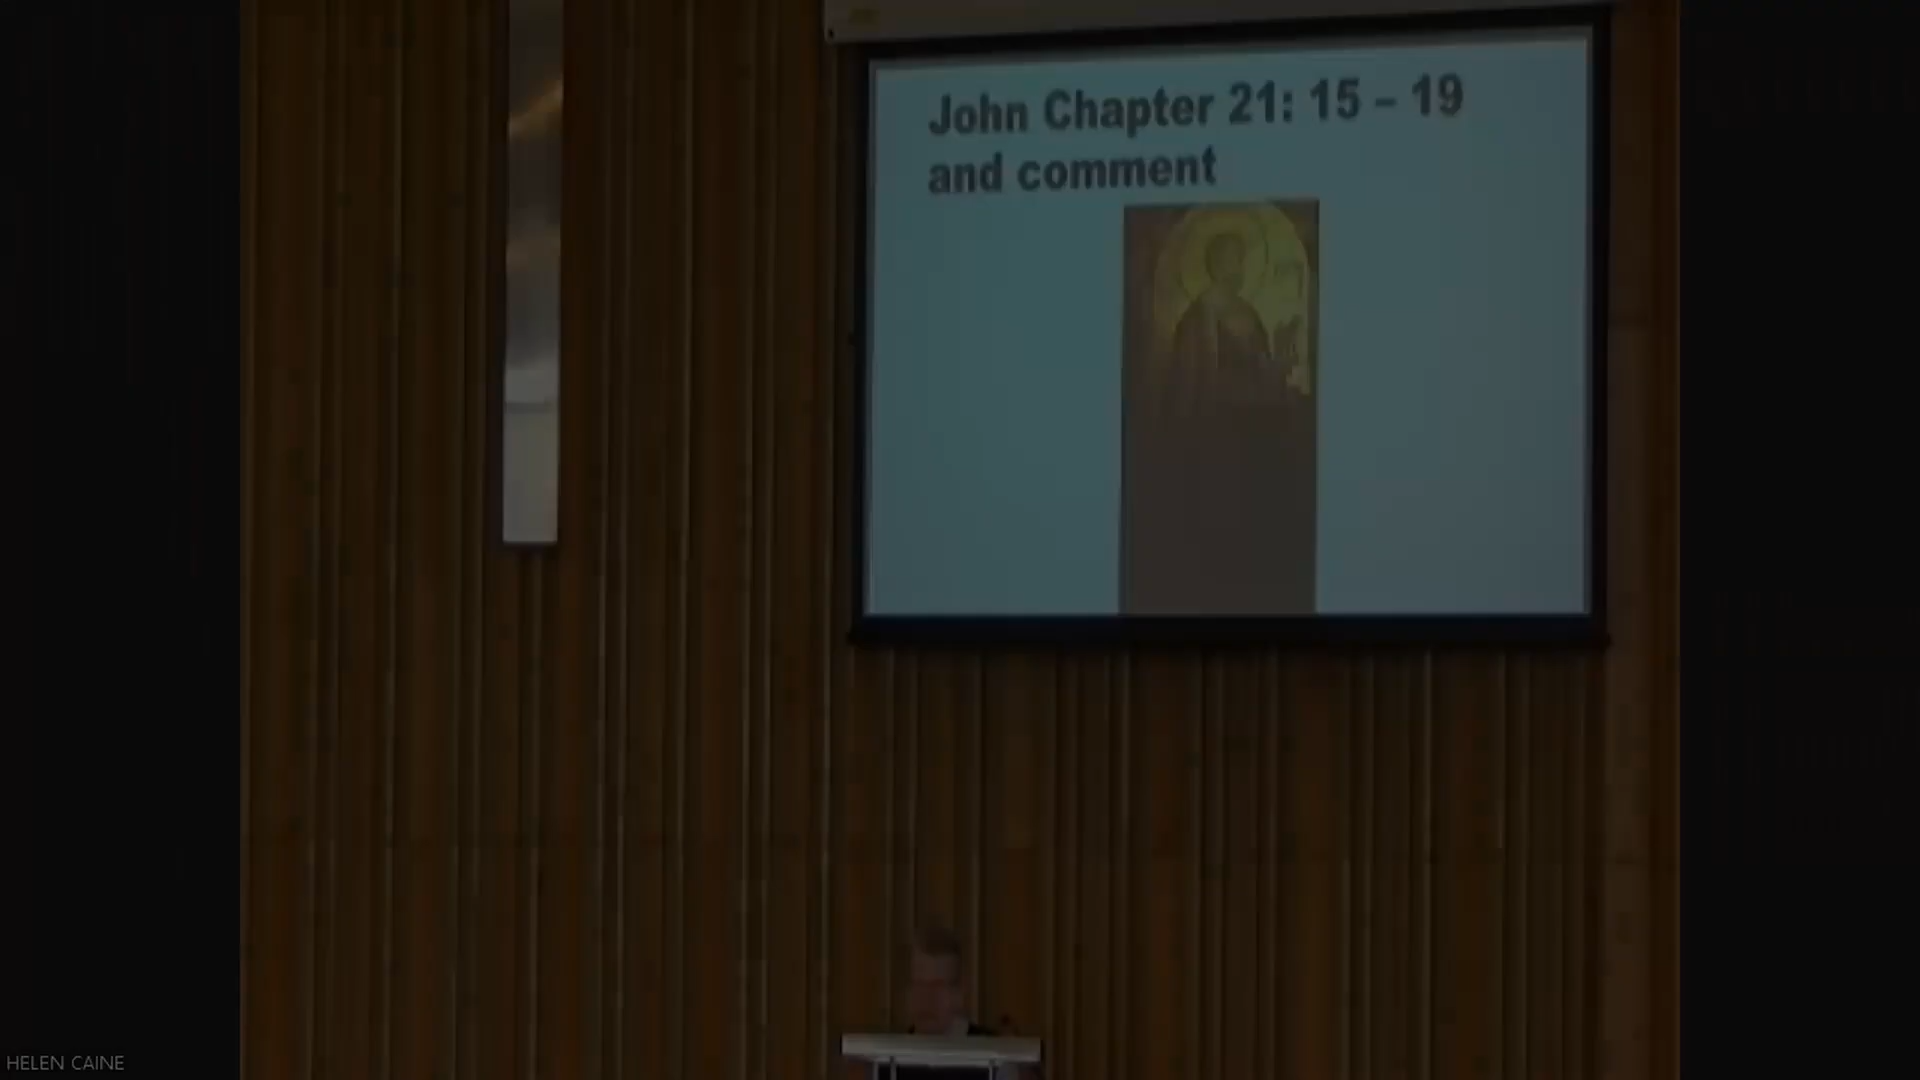 John Chapter 21: 15 – 19
and comment
HELEN CAINE